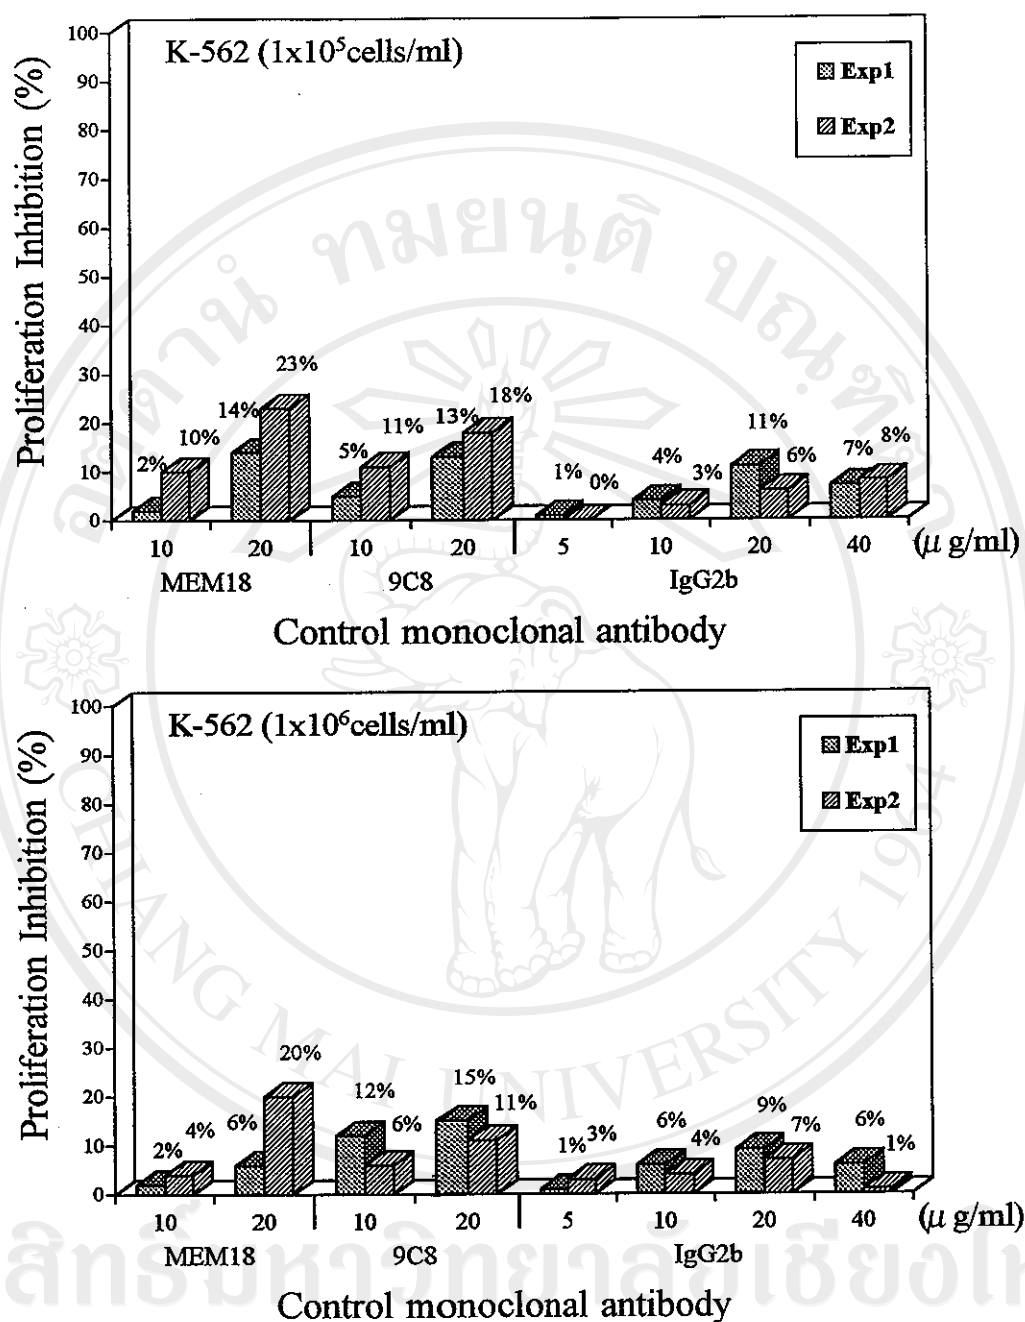 100
90
80
70
60
50
40
30
20
10
0
Proliferation Inhibition (%)
K-562 (1x10⁵cells/ml)
Exp1
Exp2
2% 10% 14% 23% 5% 11% 13% 18% 1% 0% 4% 3% 11% 6% 7% 8%
10 20 10 20 5 10 20 40 (μ g/ml)
MEM18 9C8 IgG2b
Control monoclonal antibody
100
90
80
70
60
50
40
30
20
10
0
Proliferation Inhibition (%)
K-562 (1x10⁶cells/ml)
Exp1
Exp2
2% 4% 6% 20% 12% 6% 15% 11% 1% 3% 6% 4% 9% 7% 6% 1%
10 20 10 20 5 10 20 40 (μ g/ml)
MEM18 9C8 IgG2b
Control monoclonal antibody
CHIANG MAI UNIVERSITY 1964